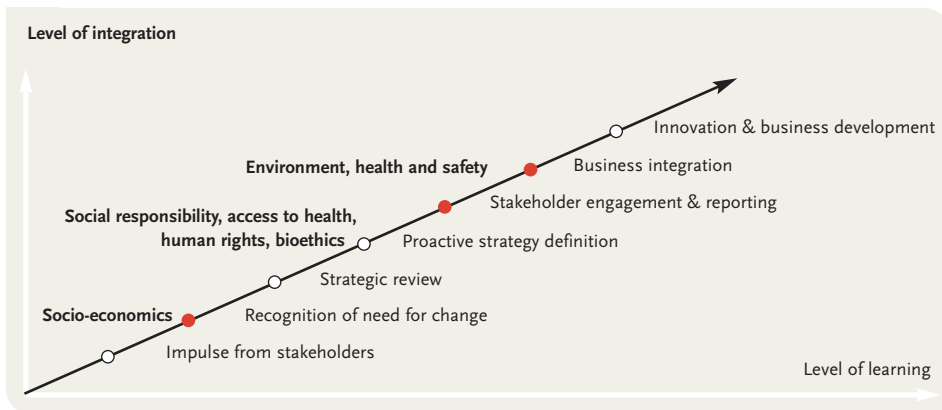 Level of integration
Innovation & business development
Environment, health and safety
Business integration
Stakeholder engagement & reporting
Social responsibility, access to health,
human rights, bioethics
Proactive strategy definition
Strategic review
Socio-economics
Recognition of need for change
Impulse from stakeholders
Level of learning